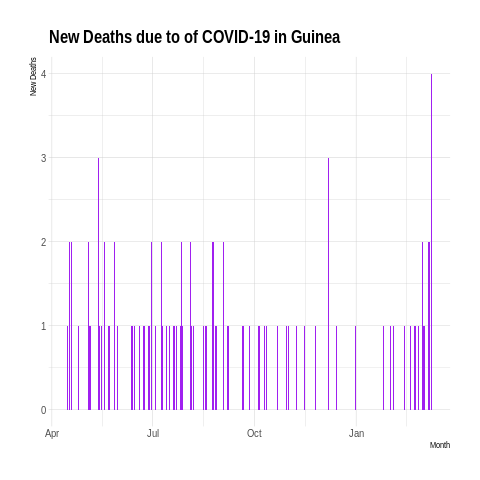 New Deaths due to of COVID-19 in Guinea
New Deaths
4
3
2
1
0
Apr
Jul
Oct
Jan
Month